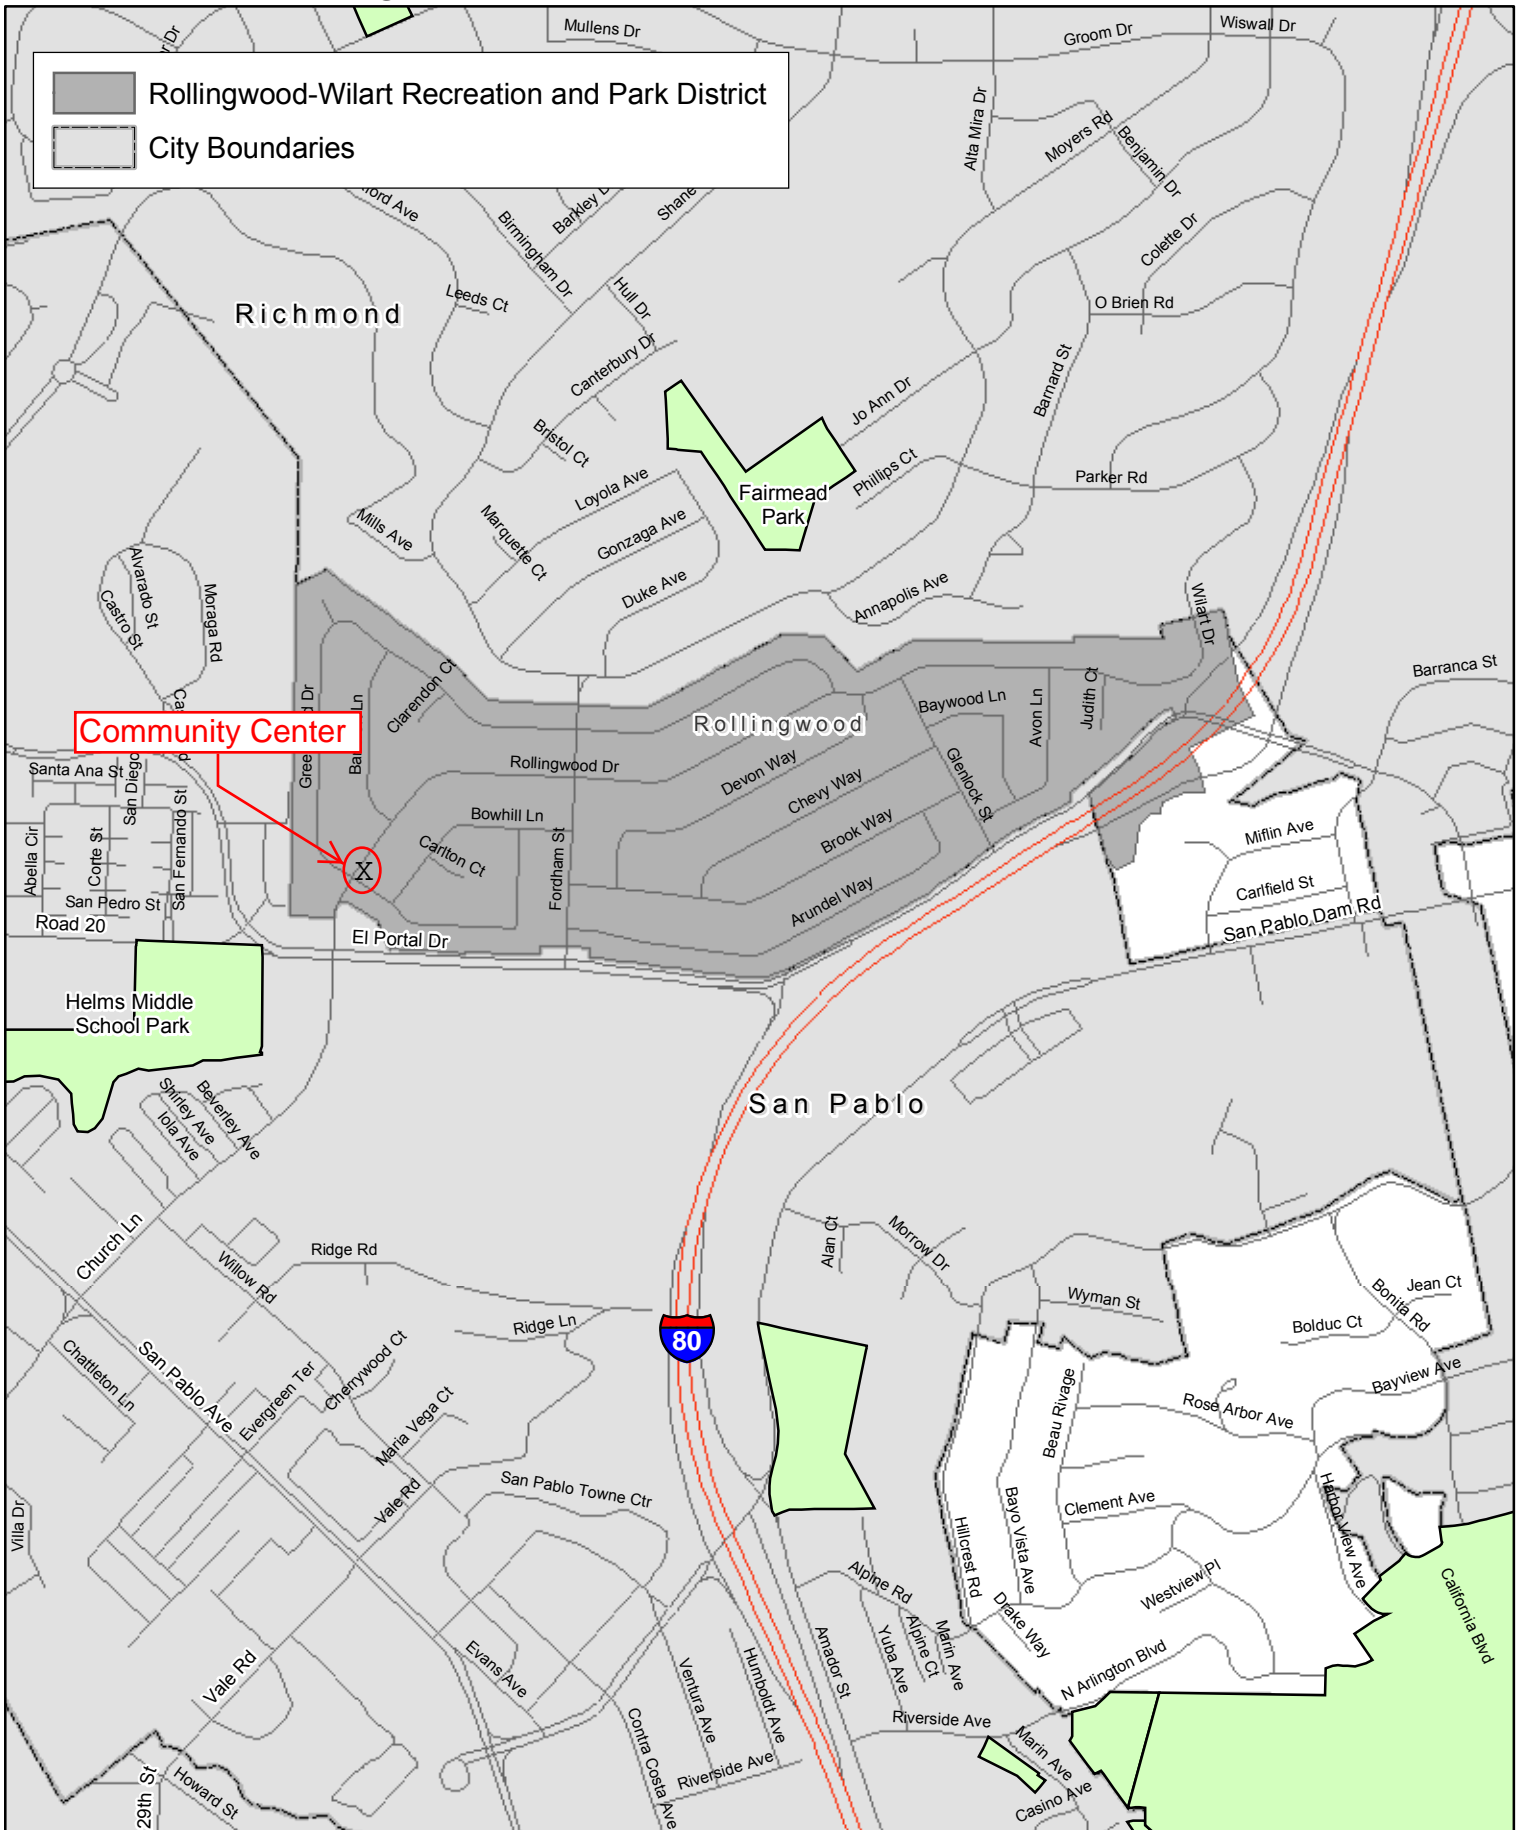 Mullens Dr
Groom Dr
Wiswall Dr
Rollingwood-Wilart Recreation and Park District
City Boundaries
Alta Mira Dr
Moyers Rd
Benjamin Dr
Barkley
Shane
Birmingham Dr
Colette Dr
Richmond
Leeds Ct
Hull Dr
O Brien Rd
Canterbury Dr
Barnard St
Jo Ann Dr
Bristol Ct
Loyola Ave
Phillips Ct
Parker Rd
Fairmead
Park
Marquette Ct
Gonzaga Ave
Mills Ave
Duke Ave
Annapolis Ave
Wilart Dr
Alvarado St
Castro St
Moraga Rd
Clarendon Ct
Barranca St
Judith Ct
Baywood Ln
Avon Ln
Rollingwood
Community Center
Rollingwood Dr
Devon Way
Chevy Way
Glenlock St
Santa Ana St
San Diego
San Fernando St
Bowhill Ln
Brook Way
Miflin Ave
Abella Cir
Corte St
Carlton Ct
Fordham St
X
Arundel Way
Carlfield St
San Pedro St
Road 20
El Portal Dr
San Pablo Dam Rd
Helms Middle
School Park
Shirley Ave
Beverley Ave
Iola Ave
San Pablo
Church Ln
Willow Rd
Ridge Rd
Alan Ct
Morrow Dr
Wyman St
Jean Ct
Bonita Rd
Bolduc Ct
Ridge Ln
80
Chattleton Ln
San Pablo Ave
Evergreen Ter
Cherrywood Ct
Maria Vega Ct
Bayview Ave
Beau Rivage
Rose Arbor Ave
San Pablo Towne Ctr
Vale Rd
Villa Dr
Bayo Vista Ave
Clement Ave
Harbor View Ave
Hillcrest Rd
Alpine Rd
Westview Pl
California Blvd
Drake Way
Yuba Ave
Alpine Ct
Marin Ave
Amador St
Evans Ave
Vale Rd
Ventura Ave
Humboldt Ave
N Arlington Blvd
Riverside Ave
Contra Costa Ave
Riverside Ave
Marin Ave
Casino Ave
29th St
Howard St